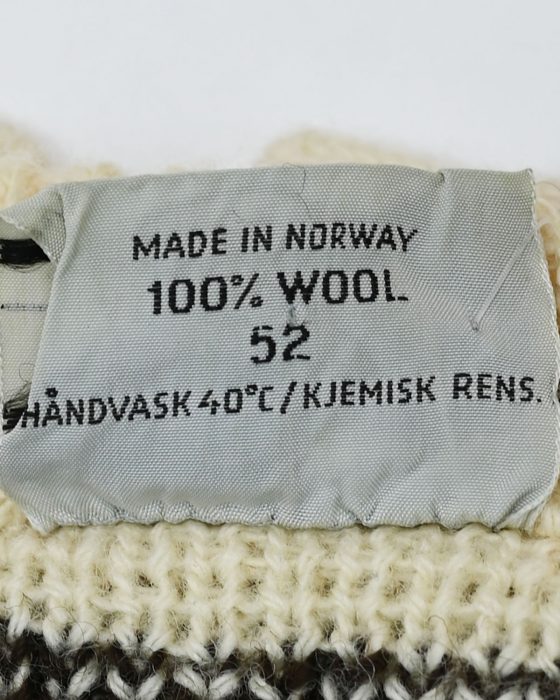 MADE IN NORWAY
100% WOOL
52
HÅNDVASK 40°C / KJEMISK RENS.